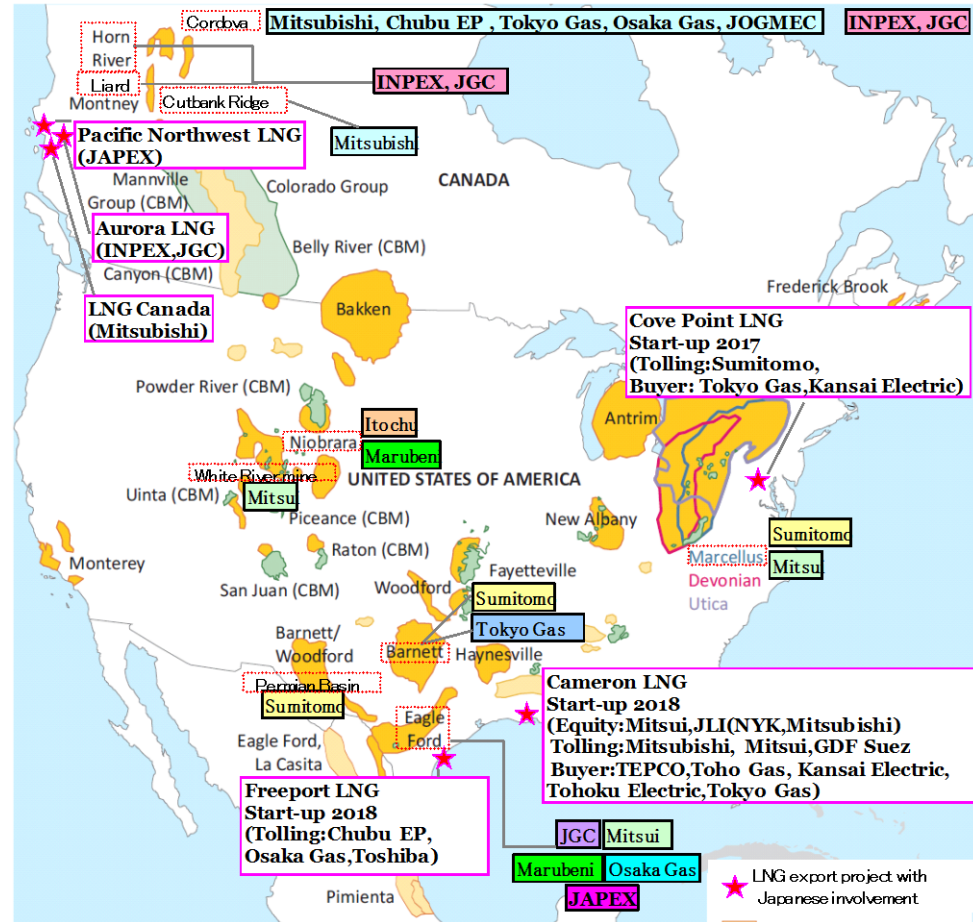 Cordova
Mitsubishi, Chubu EP , Tokyo Gas, Osaka Gas, JOGMEC
INPEX, JGC
Horn
River
INPEX, JGC
Liard
Montney
Cutbank Ridge
Mitsubishi
Pacific Northwest LNG
(JAPEX)
Mannville
Group (CBM)
Colorado Group
CANADA
Aurora LNG
(INPEX,JGC)
Belly River (CBM)
Canyon (CBM)
LNG Canada
(Mitsubishi)
Bakken
Frederick Brook
Cove Point LNG
Start-up 2017
(Tolling:Sumitomo,
Buyer: Tokyo Gas,Kansai Electric)
Powder River (CBM)
Antrim
Itochu
Niobrara
Marubeni
White River mine
UNITED STATES OF AMERICA
Uinta (CBM)
Mitsui
Piceance (CBM)
New Albany
Sumitomo
Monterey
Raton (CBM)
Marcellus
Mitsui
San Juan (CBM)
Woodford
Fayetteville
Devonian
Utica
Sumitomo
Tokyo Gas
Barnett/
Woodford
Barnett
Haynesville
Permian Basin
Sumitomo
Cameron LNG
Start-up 2018
(Equity:Mitsui,JLI(NYK,Mitsubishi)
Tolling:Mitsubishi, Mitsui,GDF Suez
Buyer:TEPCO,Toho Gas, Kansai Electric,
Tohoku Electric,Tokyo Gas)
Eagle
Ford
Eagle Ford,
La Casita
Freeport LNG
Start-up 2018
(Tolling:Chubu EP,
Osaka Gas,Toshiba)
JGC
Mitsui
Marubeni
Osaka Gas
JAPEX
Pimienta
LNG export project with
Japanese involvement